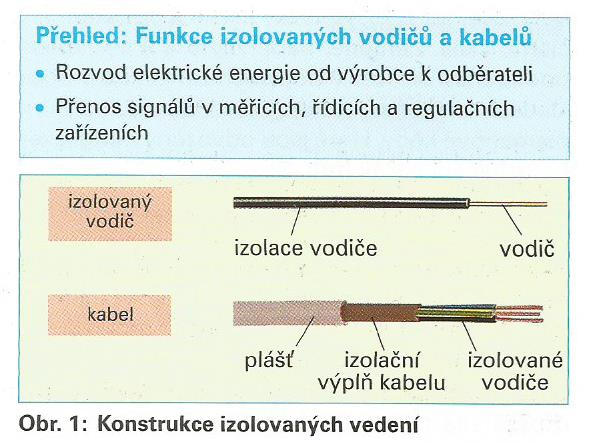 Přehled: Funkce izolovaných vodičů a kabelů
• Rozvod elektrické energie od výrobce k odběrateli
• Přenos signálů v měřicích, řídicích a regulačních
zařízeních
izolovaný
vodič
izolace vodiče
vodič
kabel
plášť
izolační
výplň kabelu
izolované
vodiče
Obr. 1: Konstrukce izolovaných vedení